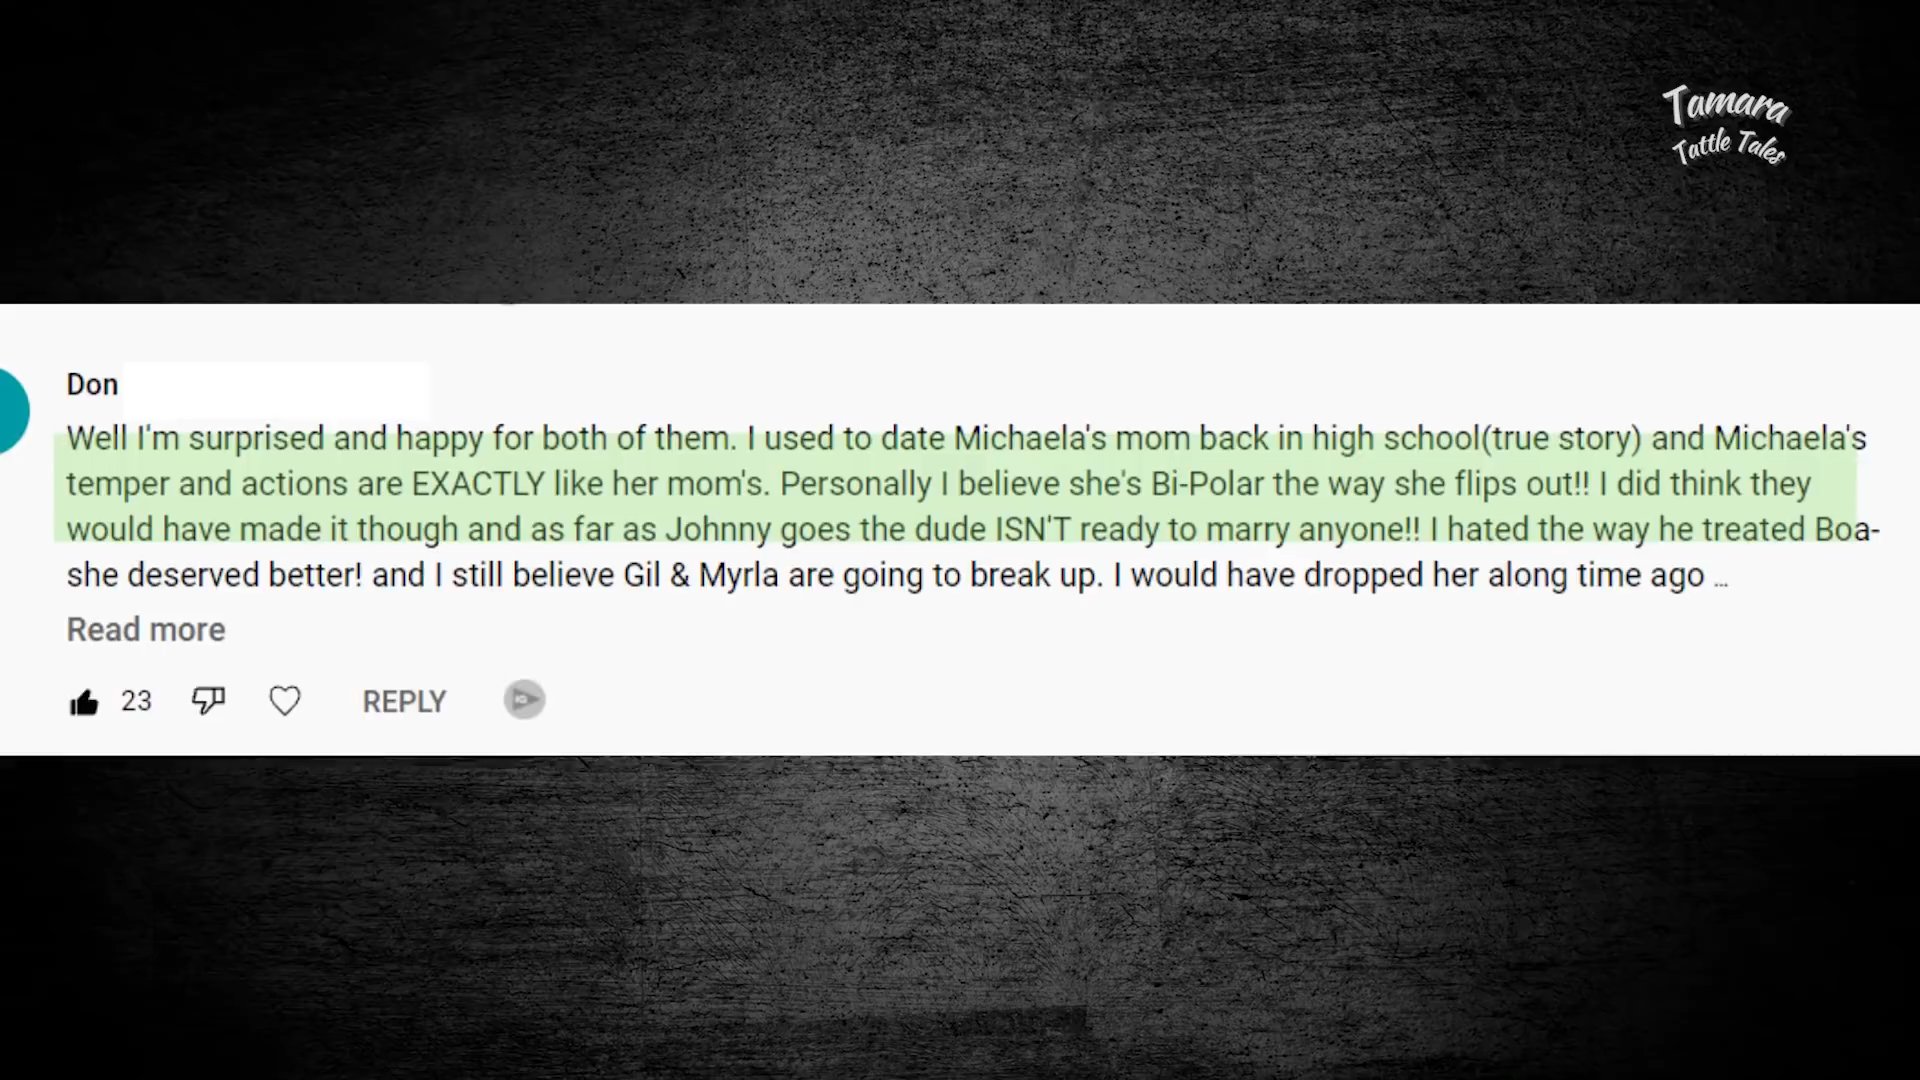 Tamara
Tattle Tales
Don
Well I'm surprised and happy for both of them. I used to date Michaela's mom back in high school(true story) and Michaela's
temper and actions are EXACTLY like her mom's. Personally I believe she's Bi-Polar the way she flips out!! I did think they
would have made it though and as far as Johnny goes the dude ISN'T ready to marry anyone!! I hated the way he treated Boa-
she deserved better! and I still believe Gil & Myrla are going to break up. I would have dropped her along time ago ...
Read more
23 REPLY